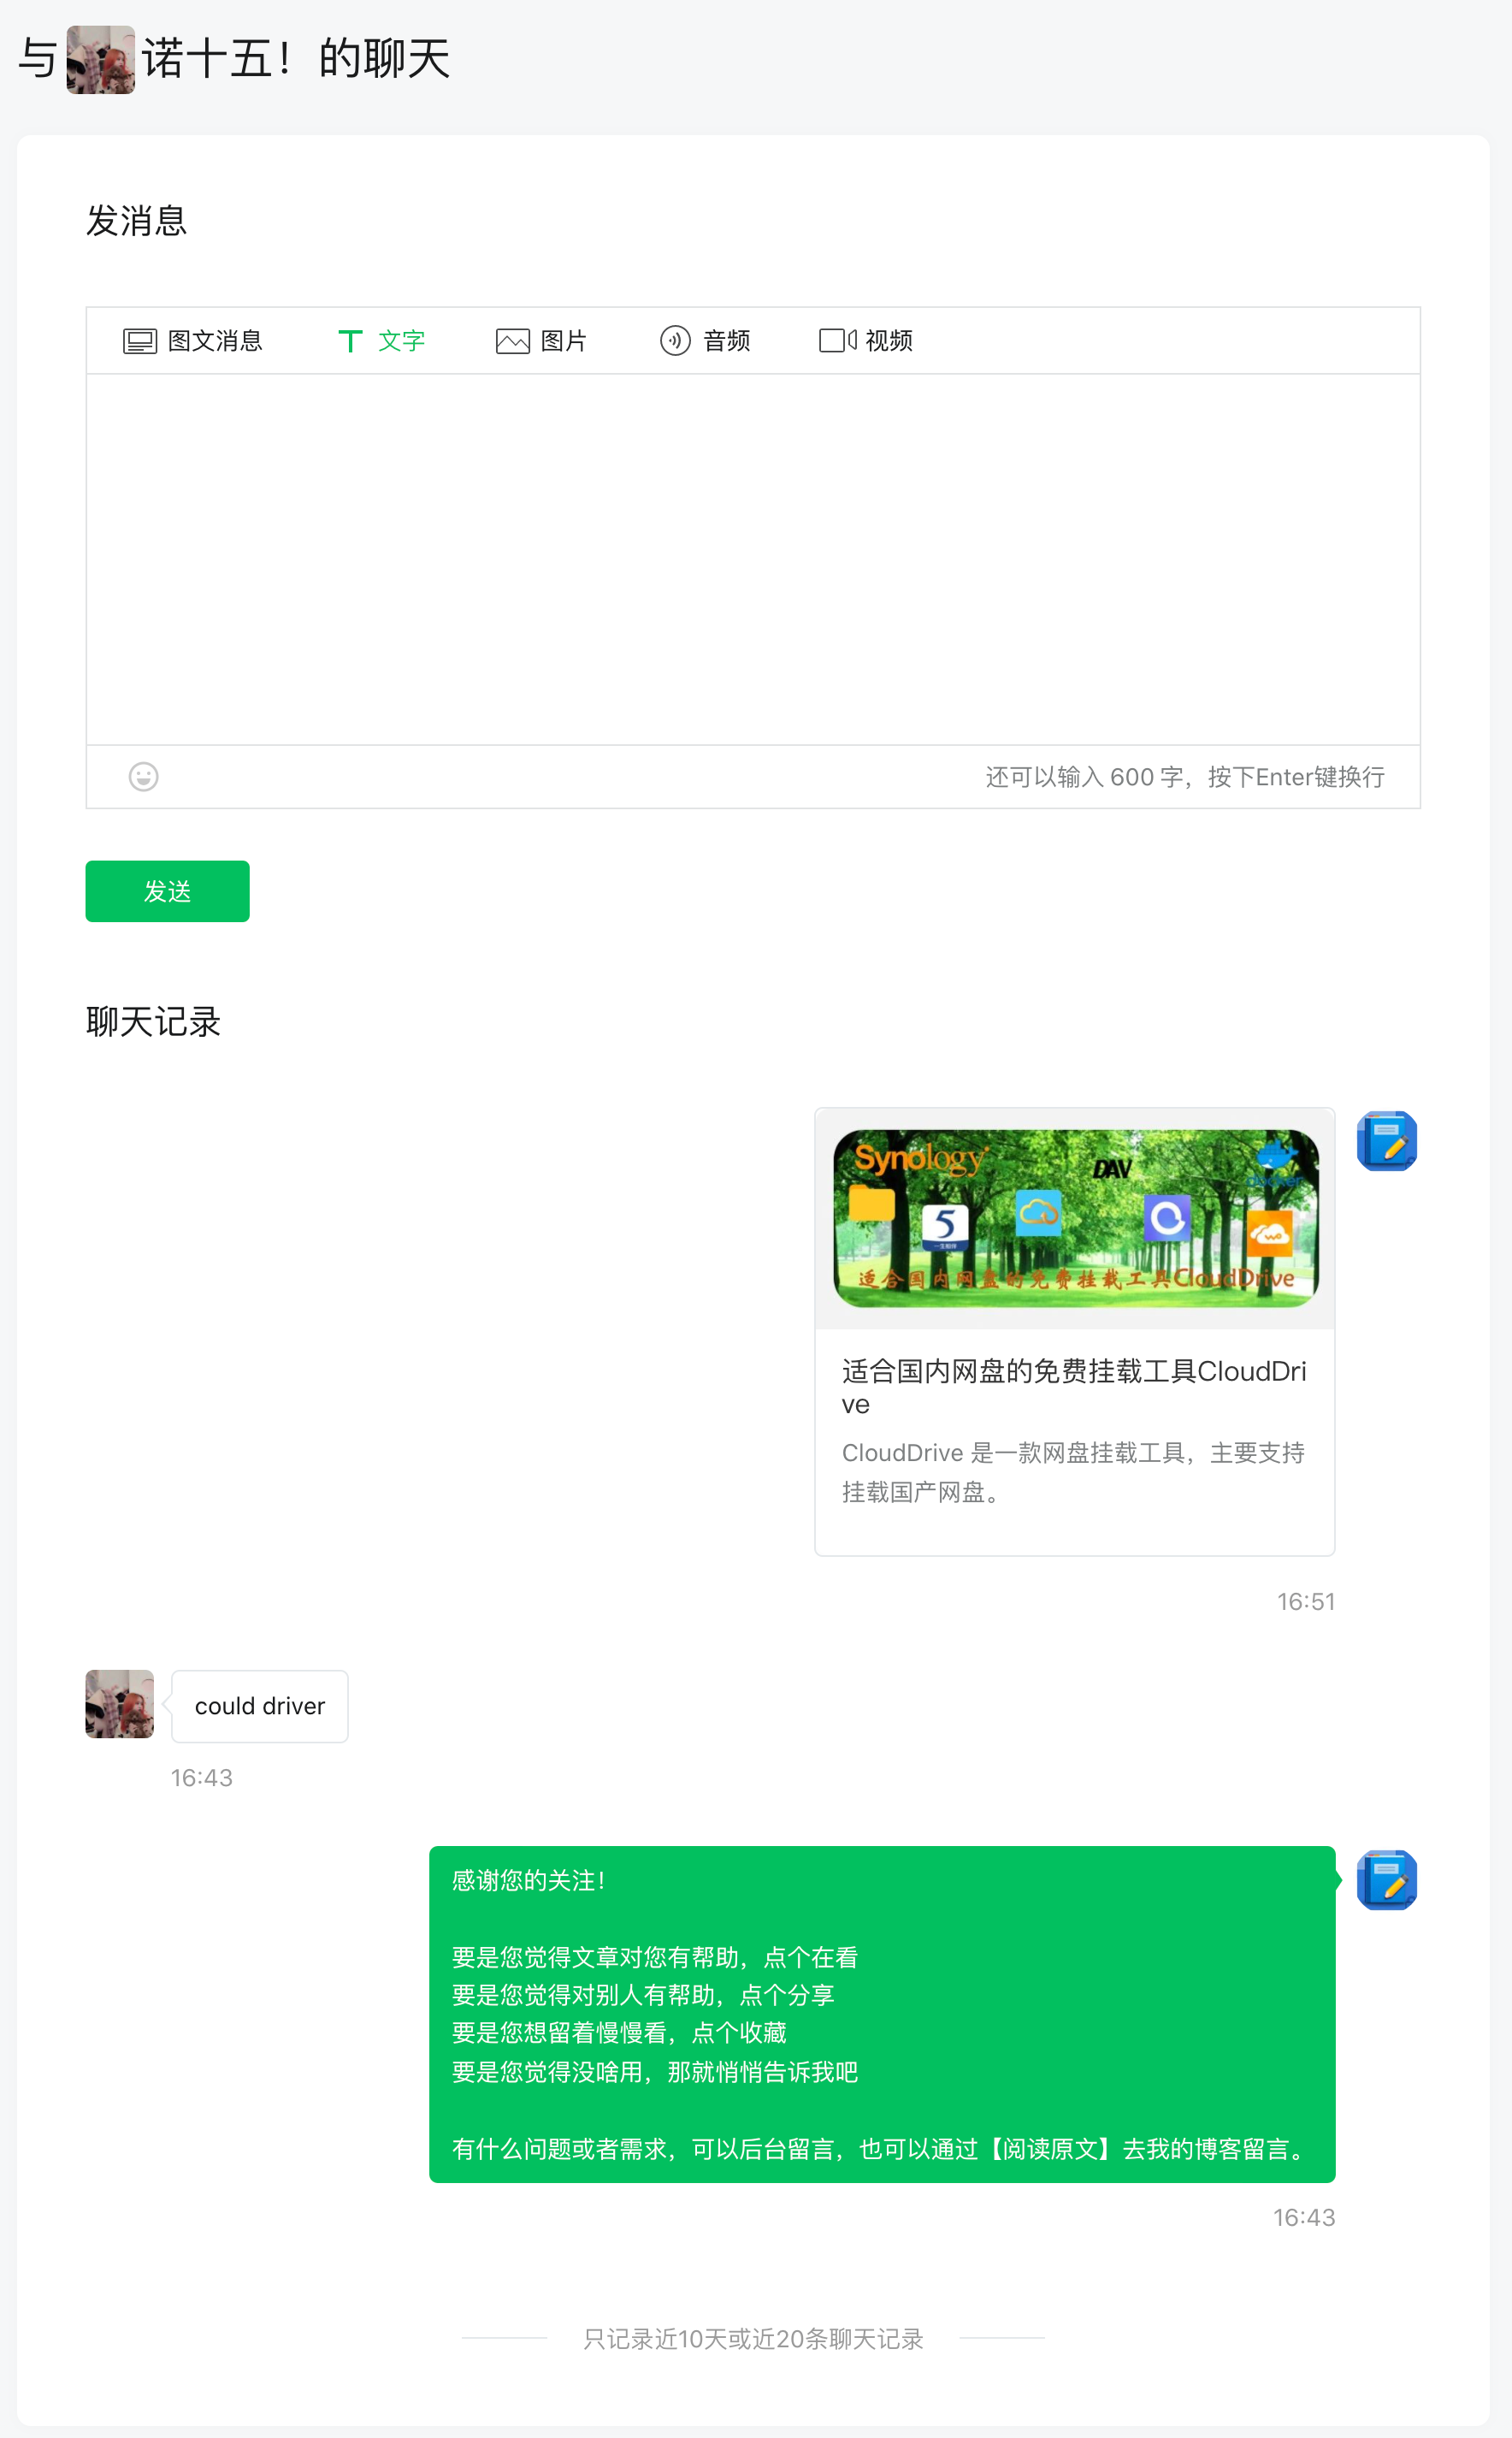 与诺十五！的聊天
发消息
图文消息
文字
图片
音频
视频
还可以输入 600 字，按下Enter键换行
发送
聊天记录
Synology
DAV
docker
5
一生相伴
wo
适合国内网盘的免费挂载工具CloudDrive
适合国内网盘的免费挂载工具CloudDri
ve
CloudDrive 是一款网盘挂载工具，主要支持
挂载国产网盘。
16:51
could driver
16:43
感谢您的关注！
要是您觉得文章对您有帮助，点个在看
要是您觉得对别人有帮助，点个分享
要是您想留着慢慢看，点个收藏
要是您觉得没啥用，那就悄悄告诉我吧
有什么问题或者需求，可以后台留言，也可以通过【阅读原文】去我的博客留言。
16:43
只记录近10天或近20条聊天记录